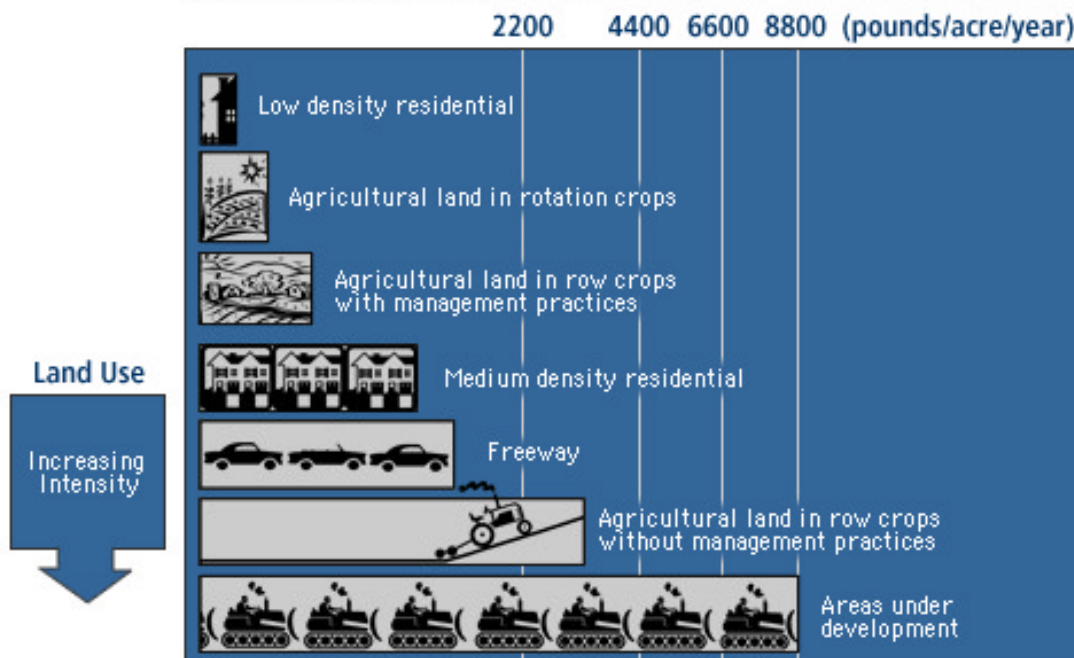 2200 4400 6600 8800 (pounds/acre/year)
Low density residential
Agricultural land in rotation crops
Agricultural land in row crops
with management practices
Land Use
Medium density residential
Increasing
Intensity
Freeway
Agricultural land in row crops
without management practices
Areas under
development